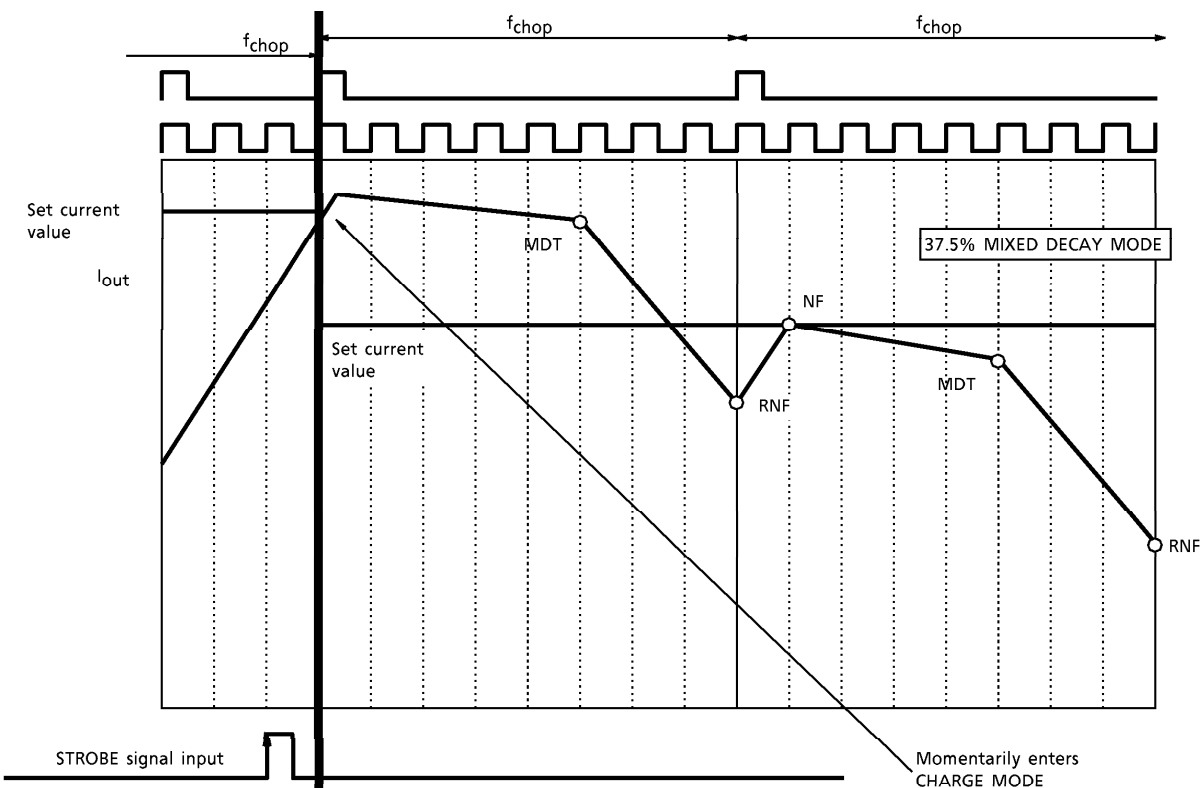 fchop
fchop
fchop
Set current
value
Iout
MDT
37.5% MIXED DECAY MODE
NF
Set current
value
MDT
RNF
RNF
STROBE signal input
Momentarily enters
CHARGE MODE